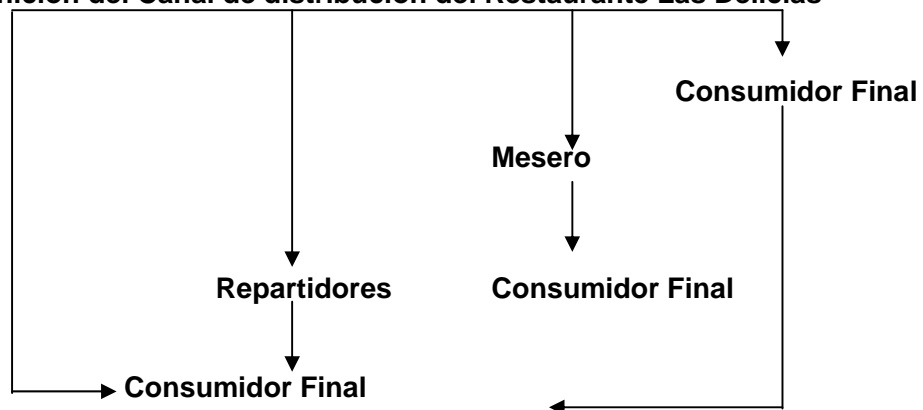 del Canal de distribución del Restaurante Las Delicias
Consumidor Final
Mesero
Repartidores
Consumidor Final
Consumidor Final